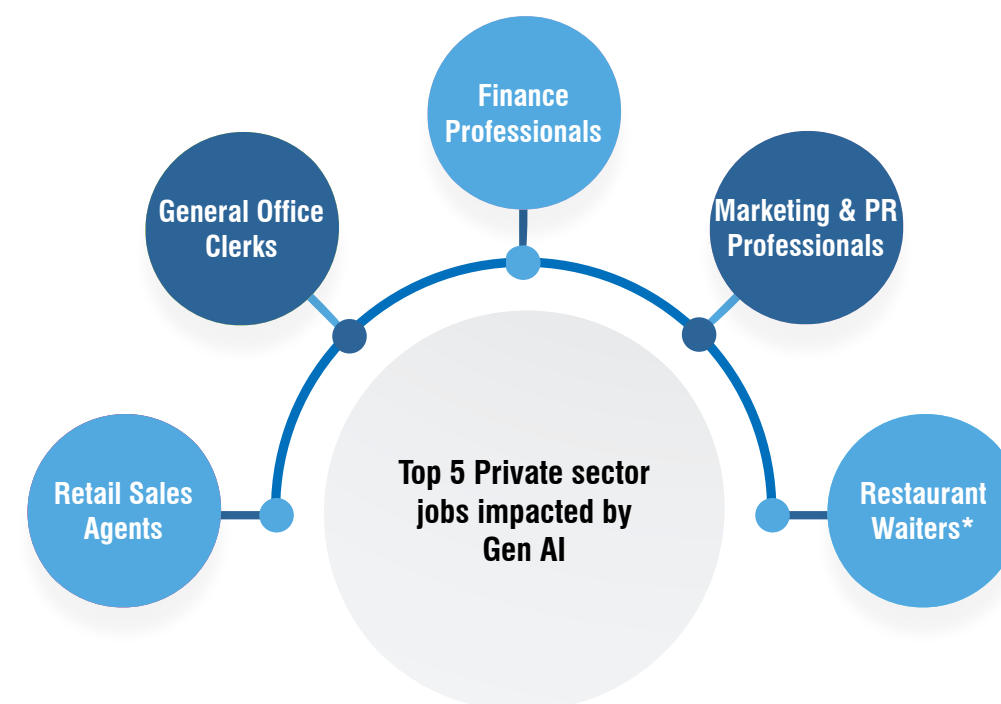 Finance
Professionals
General Office
Clerks
Marketing & PR
Professionals
Retail Sales
Agents
Top 5 Private sector
jobs impacted by
Gen AI
Restaurant
Waiters*